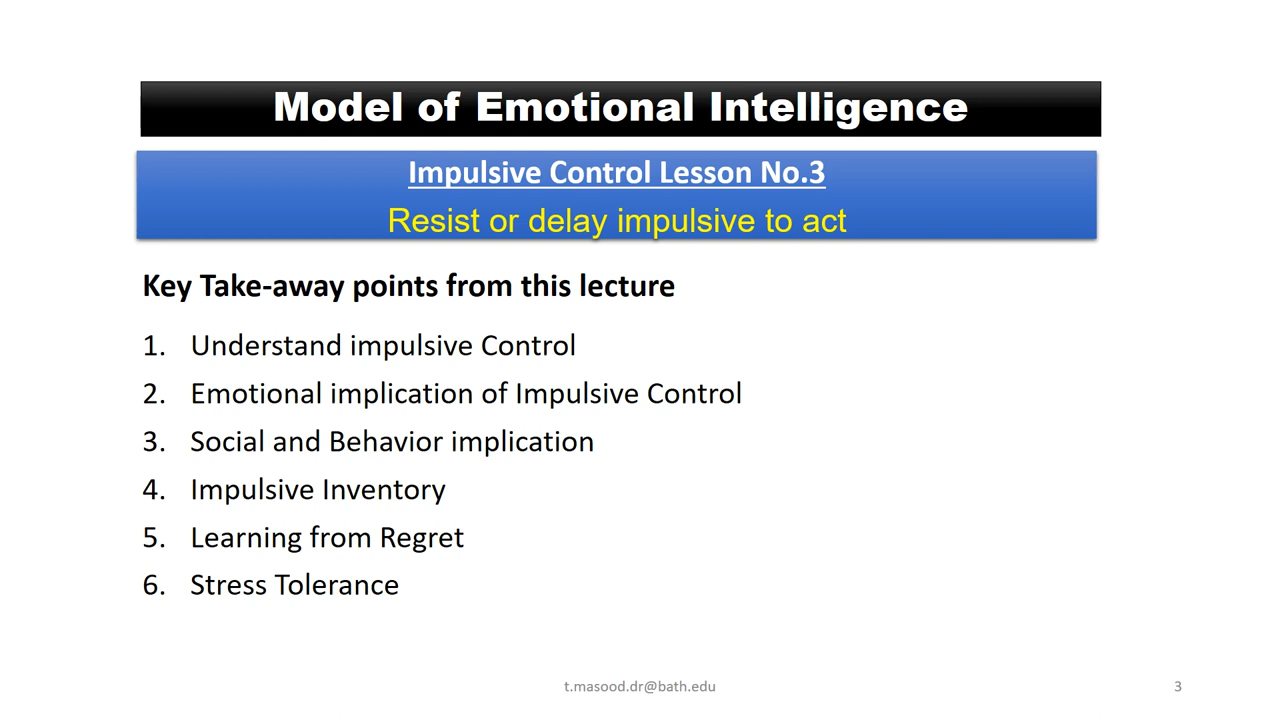 Model of Emotional Intelligence
Impulsive Control Lesson No.3
Resist or delay impulsive to act
Key Take-away points from this lecture
1. Understand impulsive Control
2. Emotional implication of Impulsive Control
3. Social and Behavior implication
4. Impulsive Inventory
5. Learning from Regret
6. Stress Tolerance
t.masood.dr@bath.edu
3